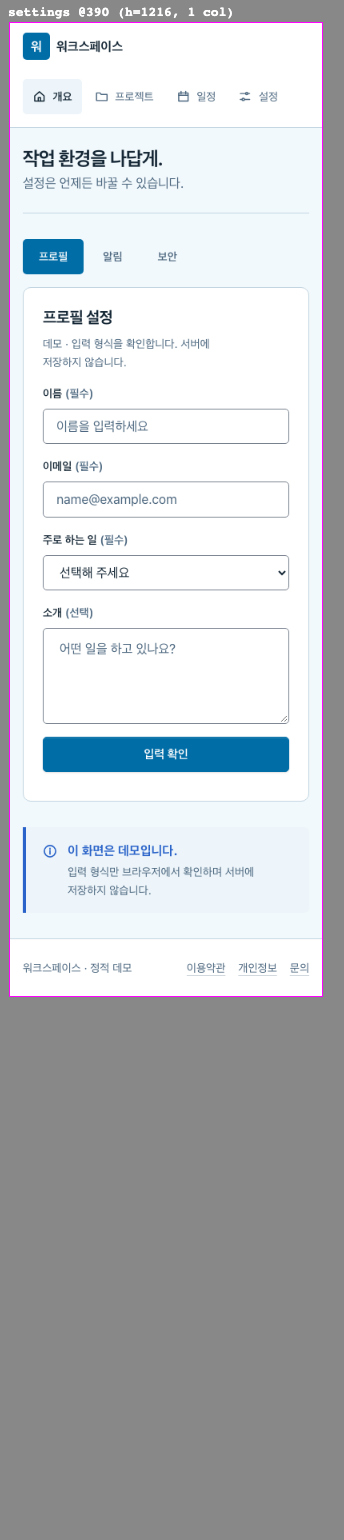 settings @390 (h=1216, 1 col)
워 워크스페이스
개요 프로젝트 일정 설정
작업 환경을 나답게.
설정은 언제든 바꿀 수 있습니다.
프로필 알림 보안
프로필 설정
데모 · 입력 형식을 확인합니다. 서버에
저장하지 않습니다.
이름 (필수)
이름을 입력하세요
이메일 (필수)
name@example.com
주로 하는 일 (필수)
선택해 주세요
소개 (선택)
어떤 일을 하고 있나요?
입력 확인
이 화면은 데모입니다.
입력 형식만 브라우저에서 확인하며 서버에
저장하지 않습니다.
워크스페이스 · 정적 데모 이용약관 개인정보 문의